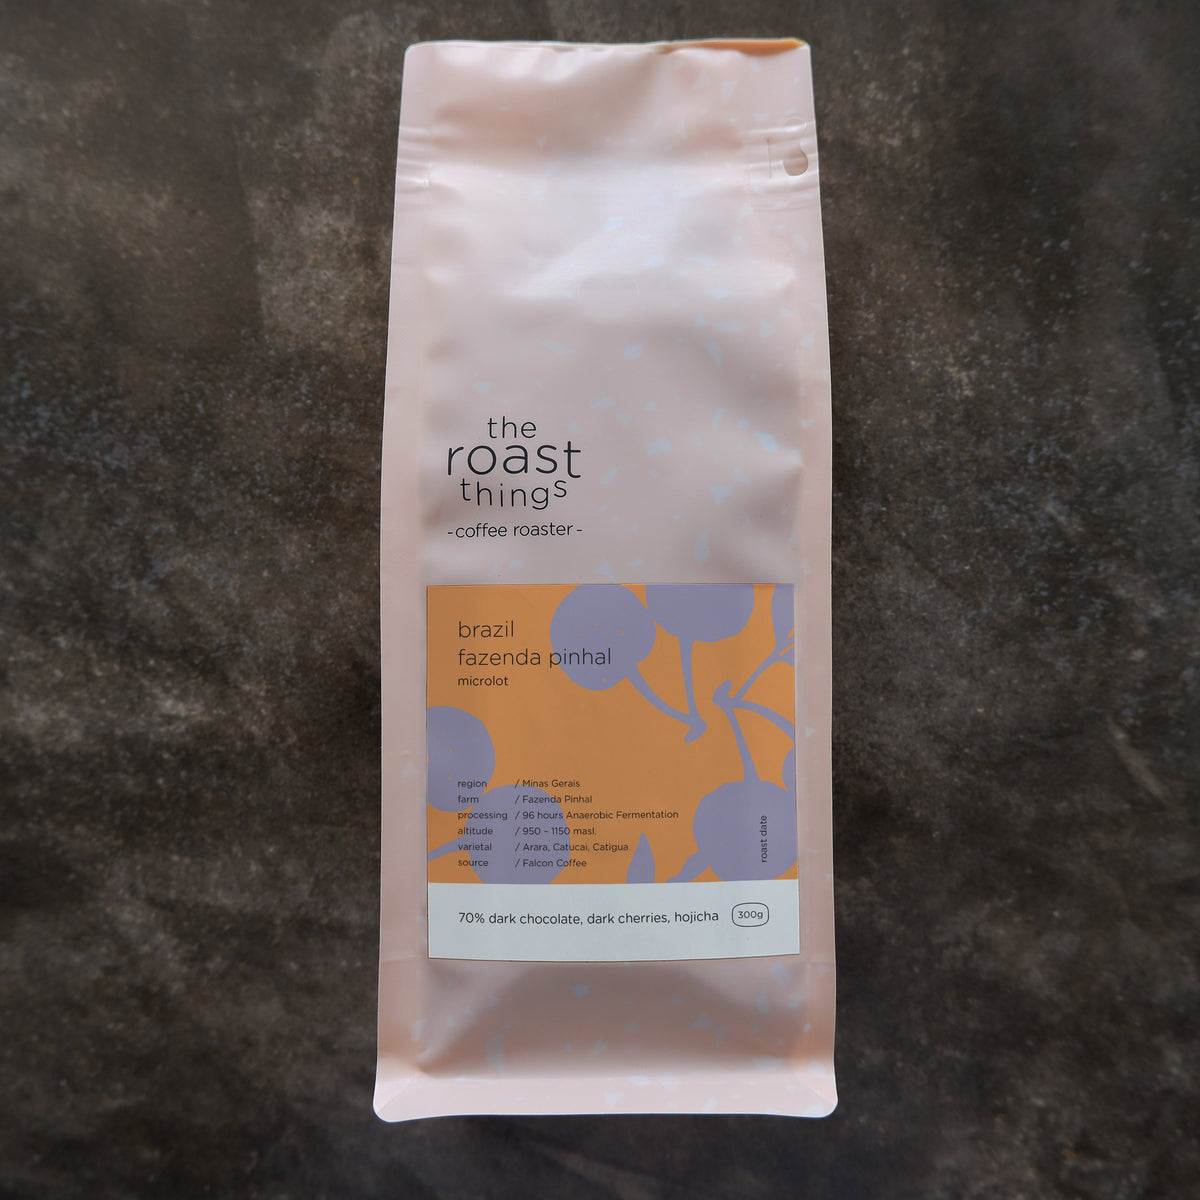 the
roast
things
-coffee roaster-
brazil
fazenda pinhal
microlot
region / Minas Gerais
farm / Fazenda Pinhal
processing / 96 hours Anaerobic Fermentation
altitude / 950 - 1150 masl.
varietal / Arara, Catucai, Catigua
source / Falcon Coffee
roast date
70% dark chocolate, dark cherries, hojicha 300g